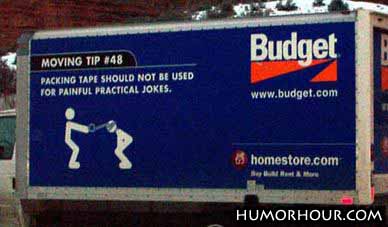 MOVING TIP #48
PACKING TAPE SHOULD NOT BE USED
FOR PAINFUL PRACTICAL JOKES.
Budget
www.budget.com
homestore.com
Buy Build Rent & More
HUMORHOUR.COM